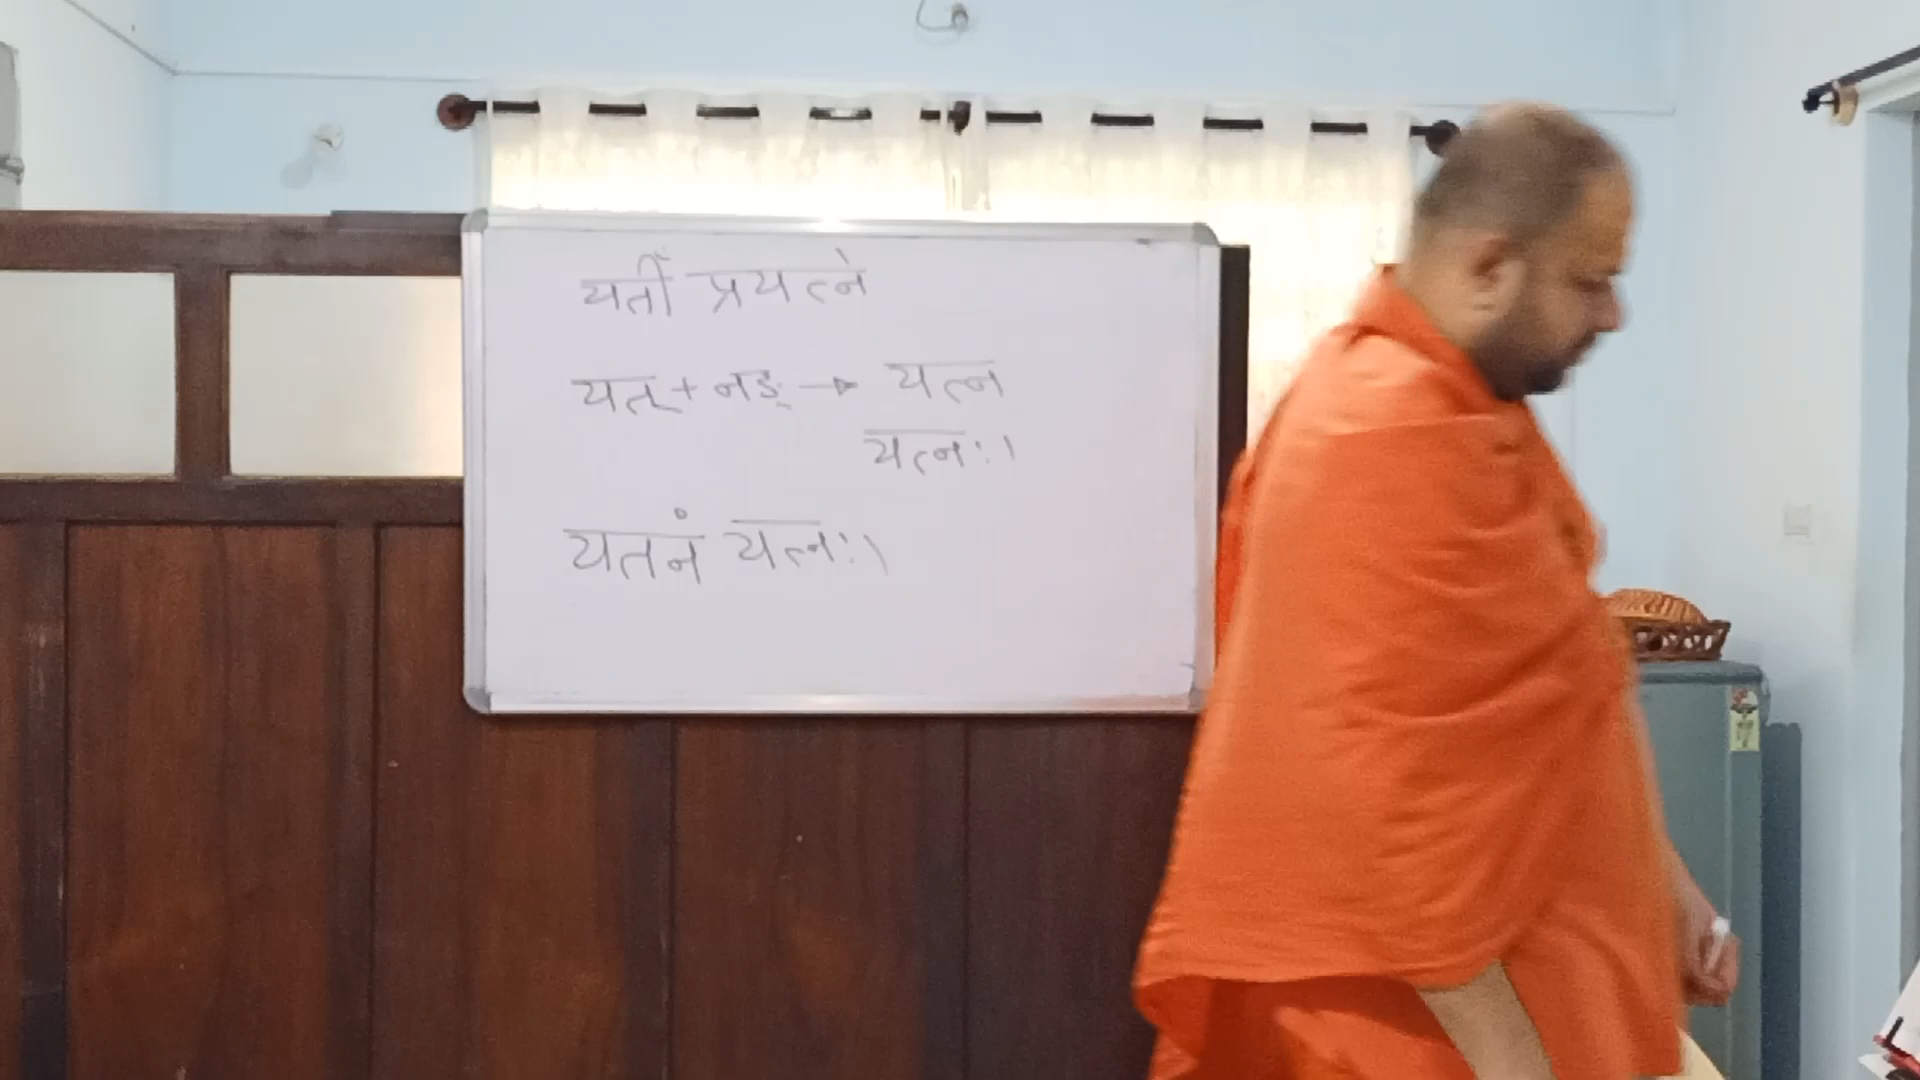 यतीँ प्रयत्ने
यत् + नङ् → यत्न
यत्नः।
यतनं यत्नः।